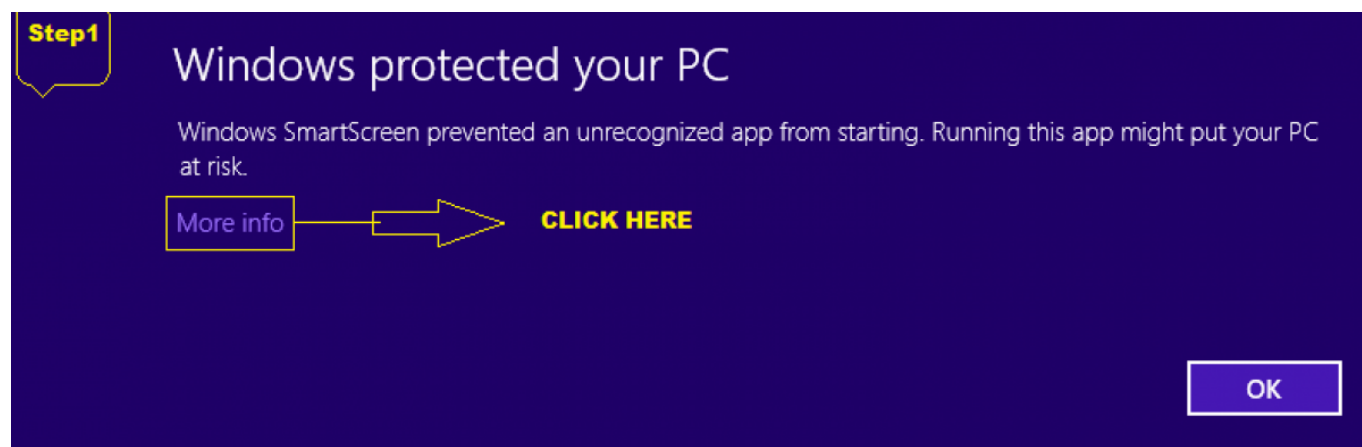 Step1
Windows protected your PC
Windows SmartScreen prevented an unrecognized app from starting. Running this app might put your PC
at risk.
More info
CLICK HERE
OK